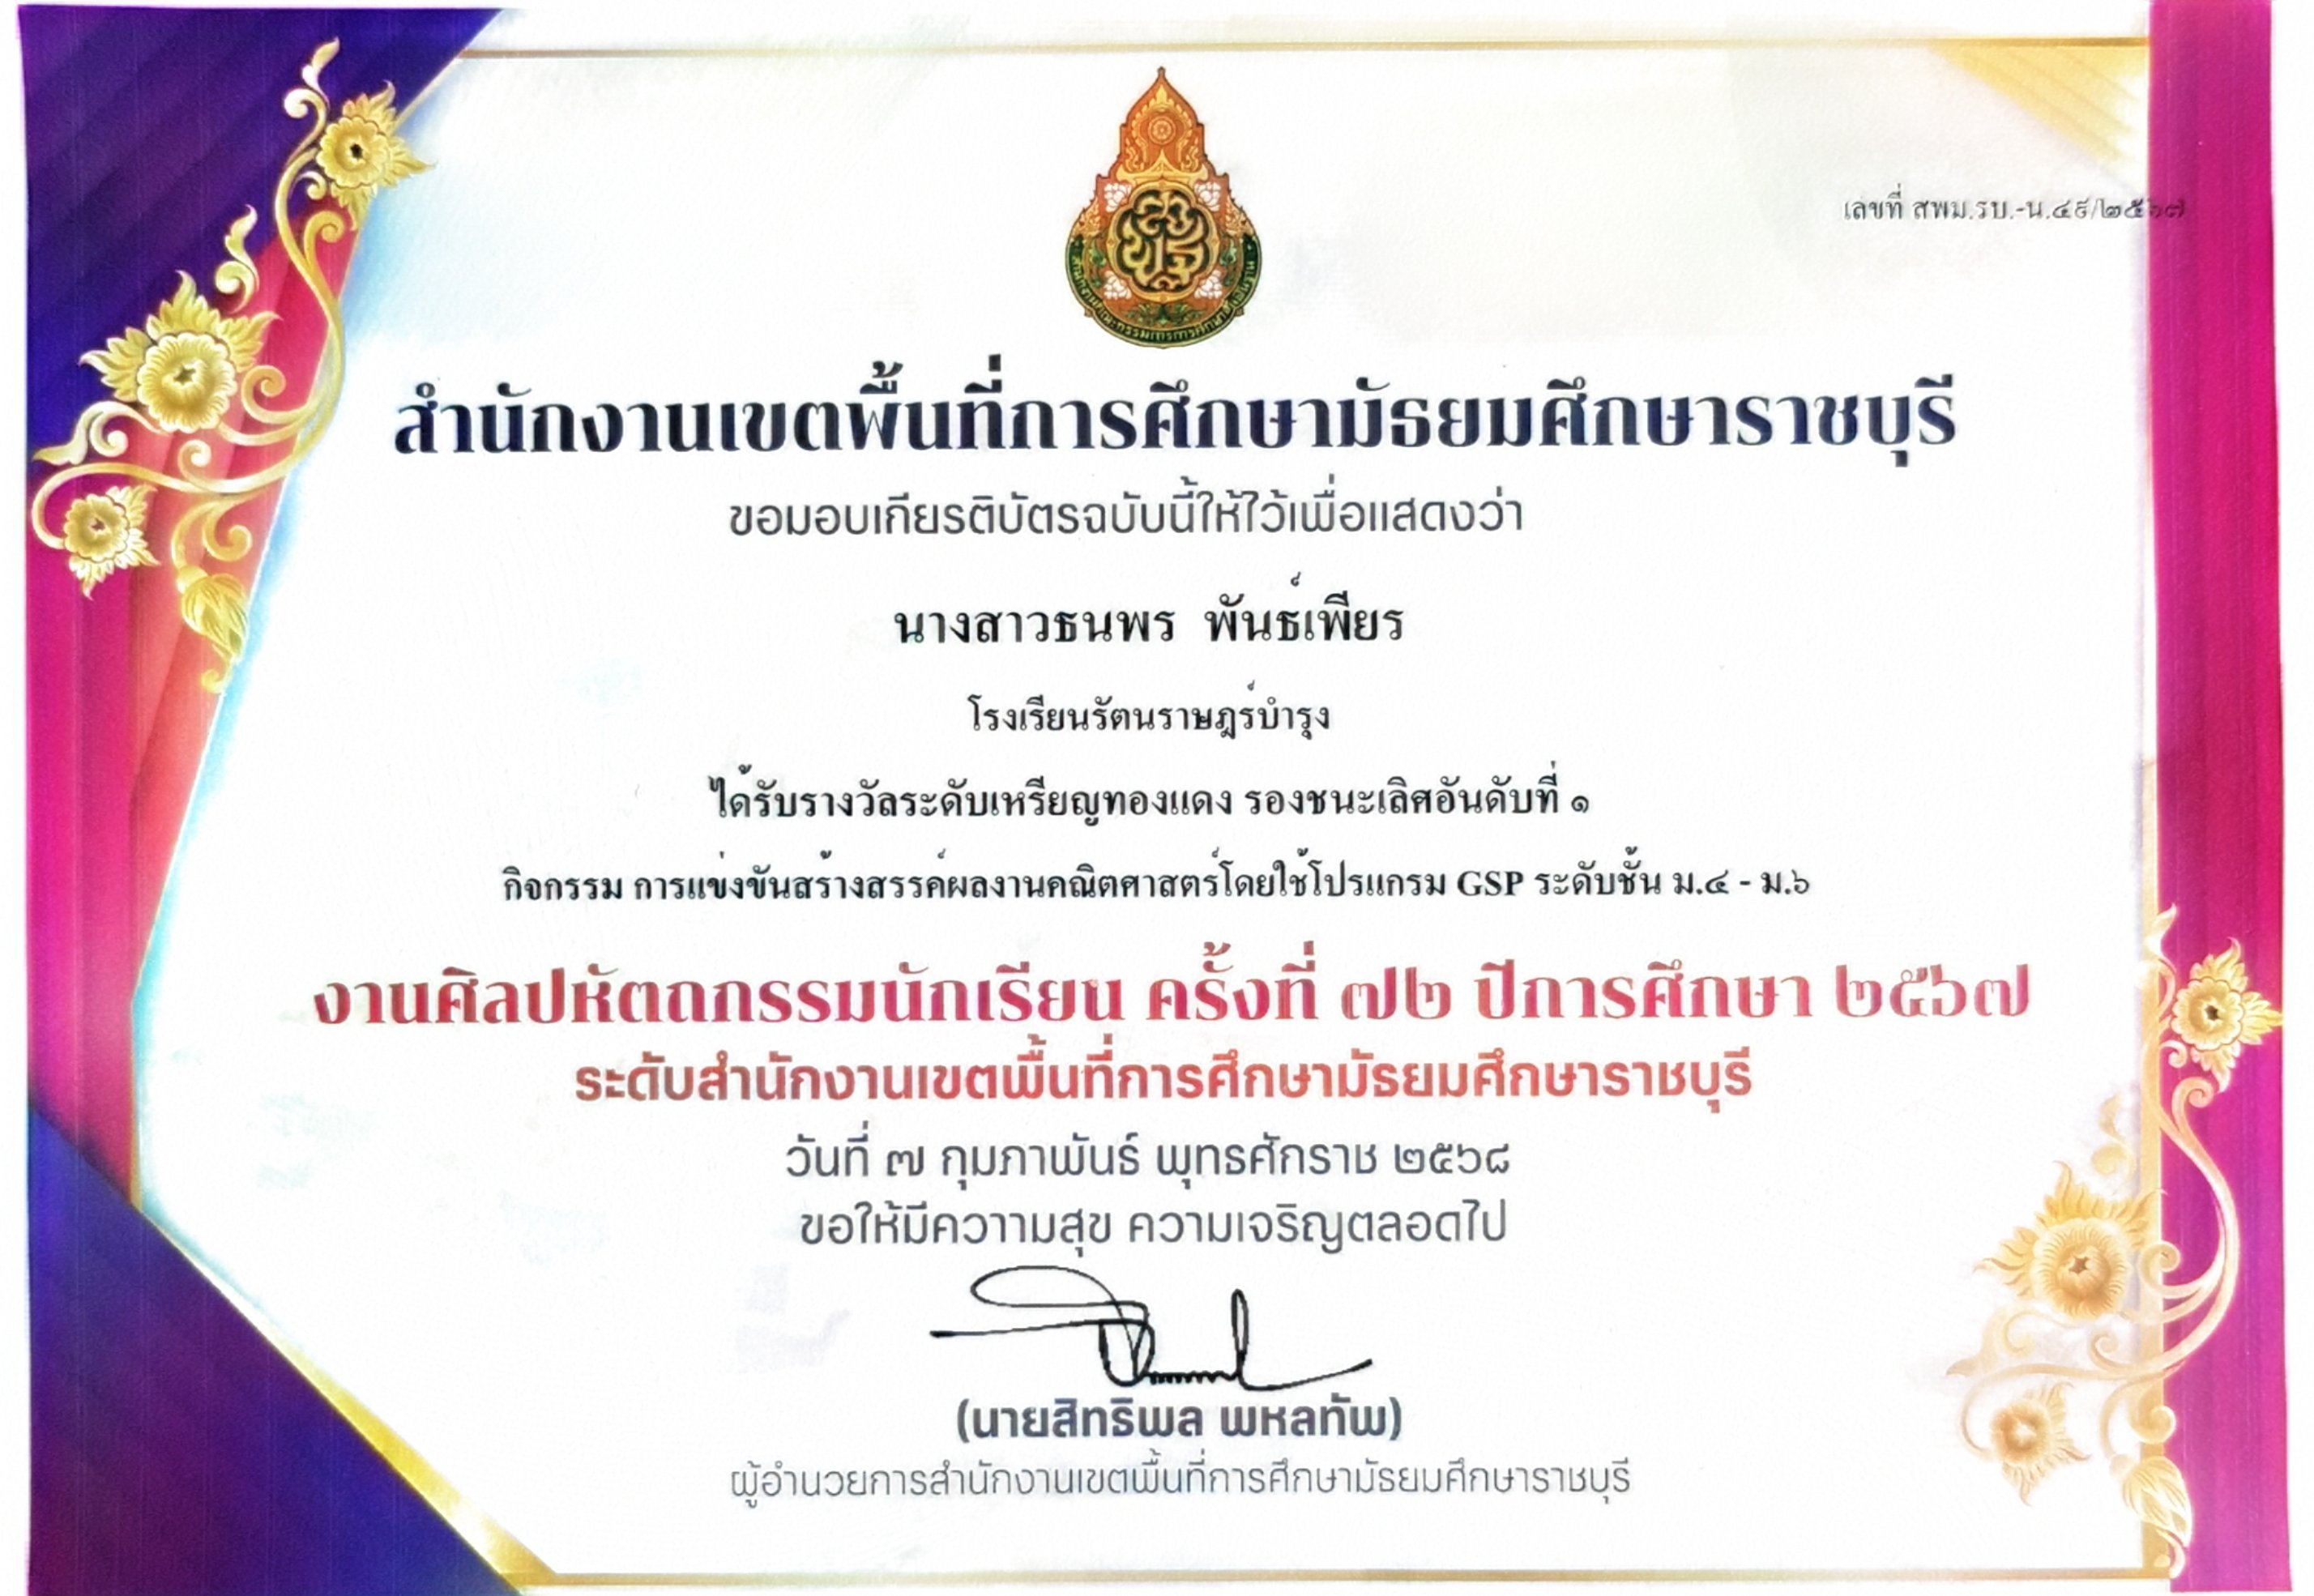 เลขที่ สพม.รบ.-น.๔๙/๒๕๖๗
สำนักงานเขตพื้นที่การศึกษามัธยมศึกษาราชบุรี
ขอมอบเกียรติบัตรฉบับนี้ให้ไว้เพื่อแสดงว่า
นางสาวธนพร พันธ์เพียร
โรงเรียนรัตนราษฎร์บำรุง
ได้รับรางวัลระดับเหรียญทองแดง รองชนะเลิศอันดับที่ ๑
กิจกรรม การแข่งขันสร้างสรรค์ผลงานคณิตศาสตร์โดยใช้โปรแกรม GSP ระดับชั้น ม.๔ - ม.๖
งานศิลปหัตถกรรมนักเรียน ครั้งที่ ๗๒ ปีการศึกษา ๒๕๖๗
ระดับสำนักงานเขตพื้นที่การศึกษามัธยมศึกษาราชบุรี
วันที่ ๗ กุมภาพันธ์ พุทธศักราช ๒๕๖๘
ขอให้มีควาามสุข ความเจริญตลอดไป
(นายสิทธิพล พหลทัพ)
ผู้อำนวยการสำนักงานเขตพื้นที่การศึกษามัธยมศึกษาราชบุรี